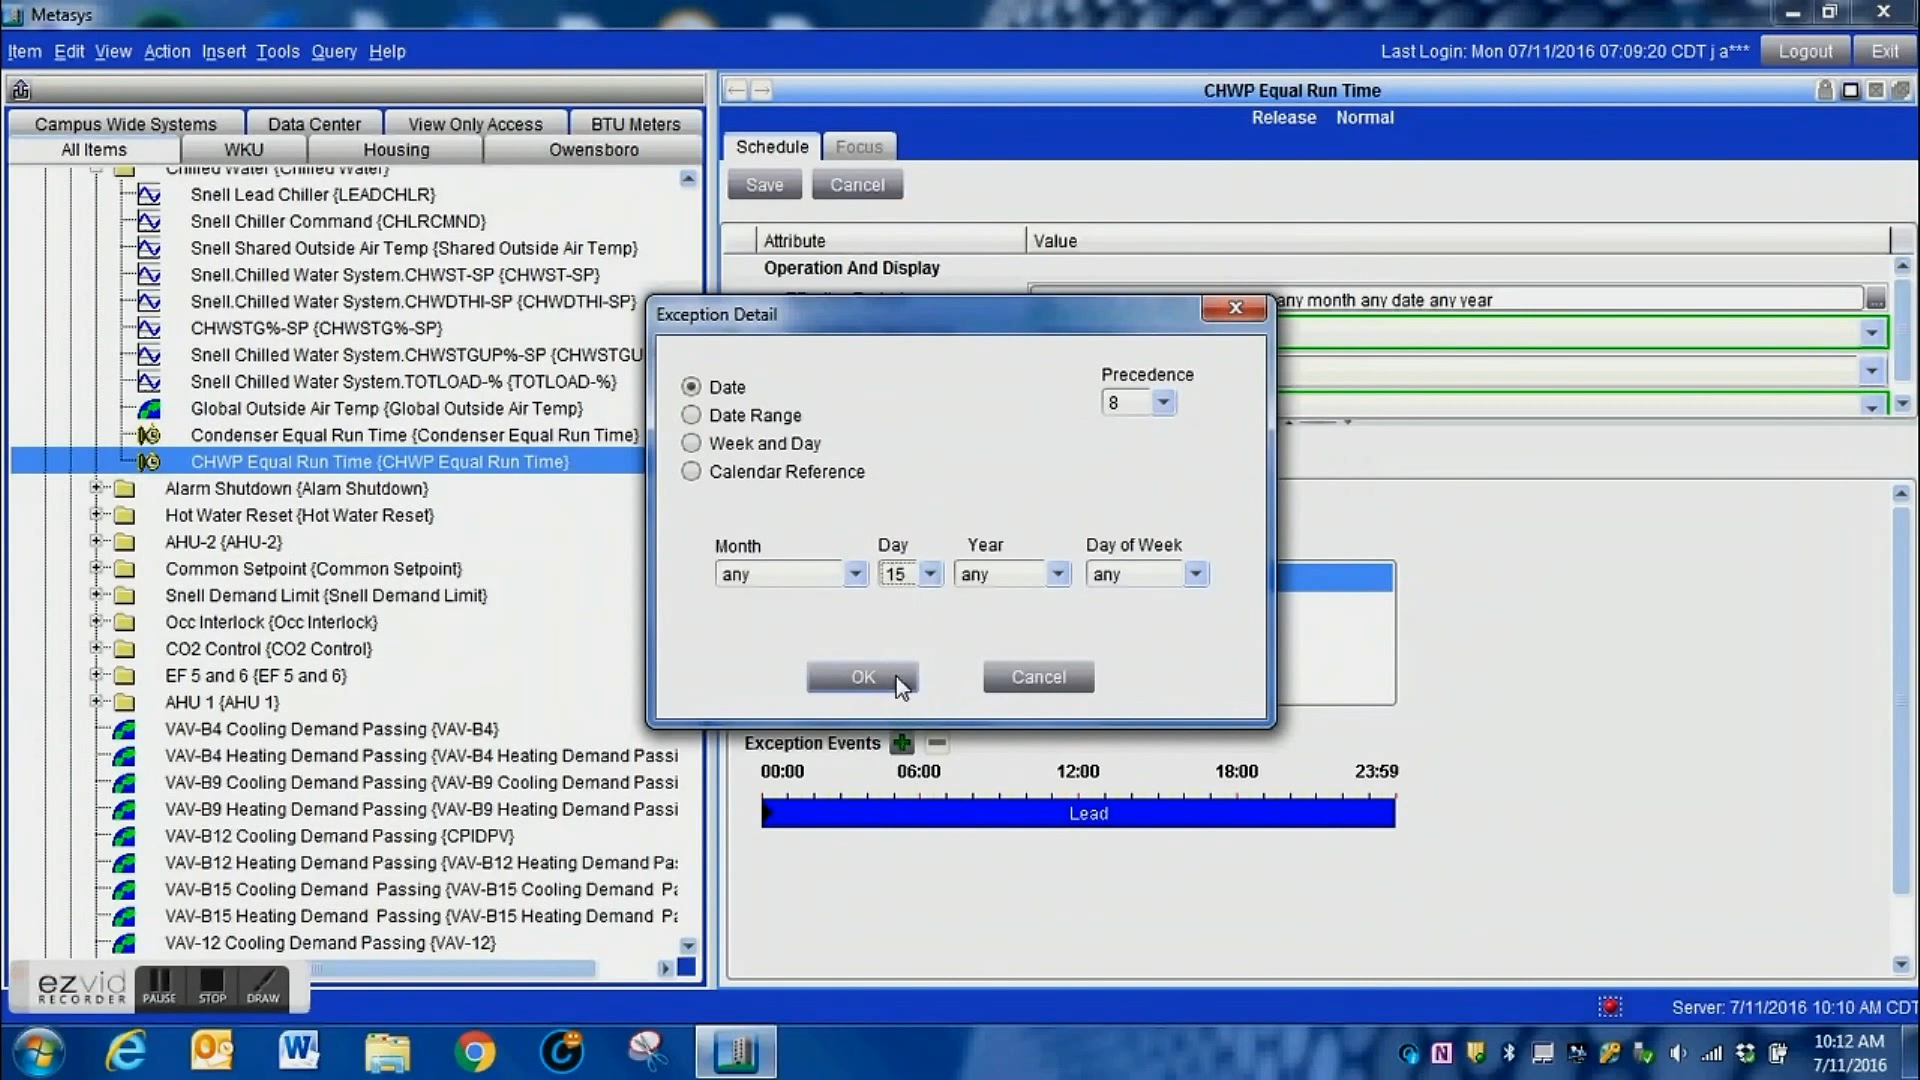 Metasys
Item Edit View Action Insert Tools Query Help
Last Login: Mon 07/11/2016 07:09:20 CDT j a***
Logout
Exit
Campus Wide Systems
Data Center
View Only Access
BTU Meters
All Items
WKU
Housing
Owensboro
Chilled Water {Chilled Water}
Snell Lead Chiller {LEADCHLR}
Snell Chiller Command {CHLRCMND}
Snell Shared Outside Air Temp {Shared Outside Air Temp}
Snell.Chilled Water System.CHWST-SP {CHWST-SP}
Snell.Chilled Water System.CHWDTHI-SP {CHWDTHI-SP}
CHWSTG%-SP {CHWSTG%-SP}
Snell Chilled Water System.CHWSTGUP%-SP {CHWSTGU
Snell Chilled Water System.TOTLOAD-% {TOTLOAD-%}
Global Outside Air Temp {Global Outside Air Temp}
Condenser Equal Run Time {Condenser Equal Run Time}
CHWP Equal Run Time {CHWP Equal Run Time}
Alarm Shutdown {Alam Shutdown}
Hot Water Reset {Hot Water Reset}
AHU-2 {AHU-2}
Common Setpoint {Common Setpoint}
Snell Demand Limit {Snell Demand Limit}
Occ Interlock {Occ Interlock}
CO2 Control {CO2 Control}
EF 5 and 6 {EF 5 and 6}
AHU 1 {AHU 1}
VAV-B4 Cooling Demand Passing {VAV-B4}
VAV-B4 Heating Demand Passing {VAV-B4 Heating Demand Passi
VAV-B9 Cooling Demand Passing {VAV-B9 Cooling Demand Passi
VAV-B9 Heating Demand Passing {VAV-B9 Heating Demand Passi
VAV-B12 Cooling Demand Passing {CPIDPV}
VAV-B12 Heating Demand Passing {VAV-B12 Heating Demand Pa
VAV-B15 Cooling Demand Passing {VAV-B15 Cooling Demand Pa
VAV-B15 Heating Demand Passing {VAV-B15 Heating Demand Pa
VAV-12 Cooling Demand Passing {VAV-12}
CHWP Equal Run Time
Release Normal
Schedule
Focus
Save
Cancel
Attribute
Value
Operation And Display
any month any date any year
Exception Detail
Date
Date Range
Week and Day
Calendar Reference
Precedence
8
Month
Day
Year
Day of Week
any
15
any
any
OK
Cancel
Exception Events
00:00 06:00 12:00 18:00 23:59
Lead
ezvid
RECORDER
PAUSE
STOP
DRAW
Server: 7/11/2016 10:10 AM CDT
10:12 AM
7/11/2016